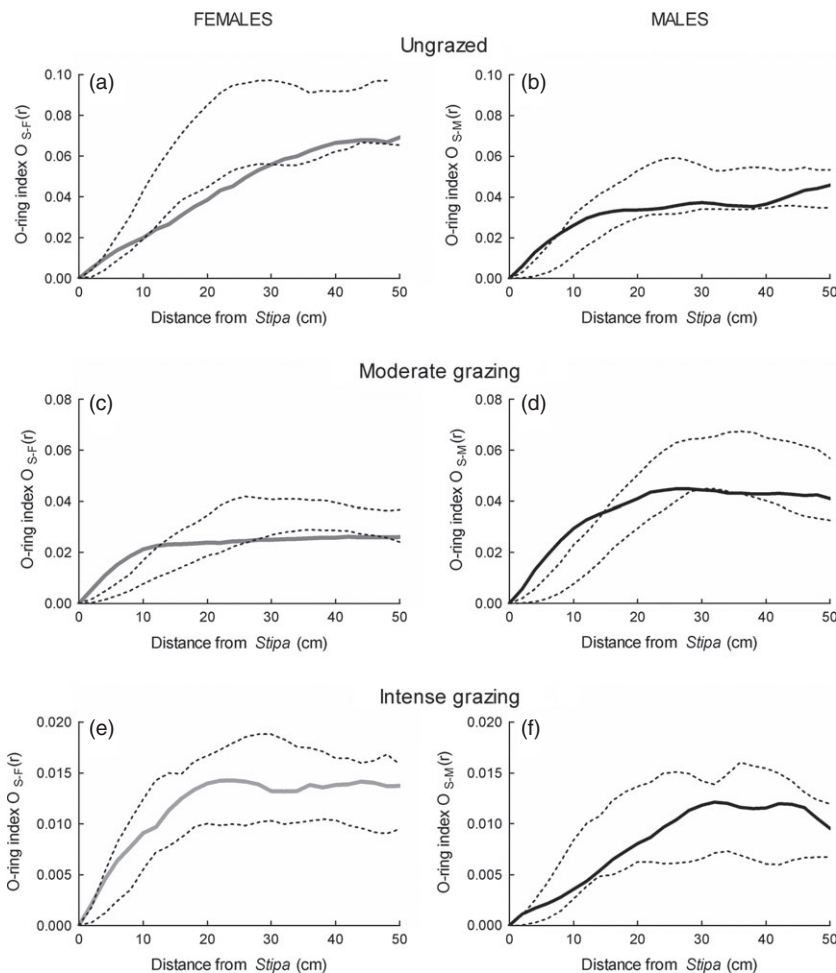 FEMALES MALES
Ungrazed
(a)
O-ring index O S-F(r)
0.10
0.08
0.06
0.04
0.02
0.00
0 10 20 30 40 50
Distance from Stipa (cm)
(b)
O-ring index O S-M(r)
0.10
0.08
0.06
0.04
0.02
0.00
0 10 20 30 40 50
Distance from Stipa (cm)
Moderate grazing
(c)
O-ring index O S-F(r)
0.08
0.06
0.04
0.02
0.00
0 10 20 30 40 50
Distance from Stipa (cm)
(d)
O-ring index O S-M(r)
0.08
0.06
0.04
0.02
0.00
0 10 20 30 40 50
Distance from Stipa (cm)
Intense grazing
(e)
O-ring index O S-F(r)
0.020
0.015
0.010
0.005
0.000
0 10 20 30 40 50
Distance from Stipa (cm)
(f)
O-ring index O S-M(r)
0.020
0.015
0.010
0.005
0.000
0 10 20 30 40 50
Distance from Stipa (cm)